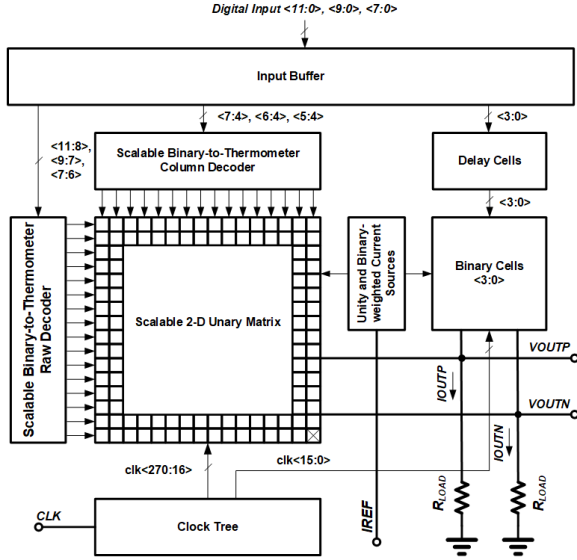 Digital Input <11:0>, <9:0>, <7:0>
Input Buffer
<11:8>,
<9:7>,
<7:6>
<7:4>, <6:4>, <5:4>
<3:0>
Scalable Binary-to-Thermometer
Column Decoder
Delay Cells
<3:0>
Scalable Binary-to-Thermometer
Raw Decoder
Scalable 2-D Unary Matrix
Unity and Binary-
weighted Current
Sources
Binary Cells
<3:0>
VOUTP
IOUTP
VOUTN
IOUTN
clk<270:16>
clk<15:0>
RLOAD
RLOAD
CLK
Clock Tree
IREF